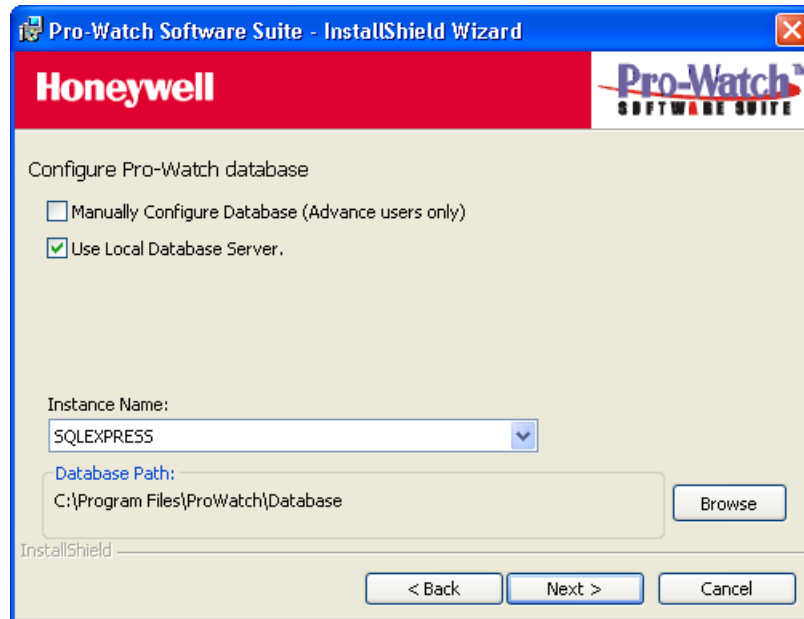 Pro-Watch Software Suite - InstallShield Wizard
Honeywell
Pro-Watch™
SOFTWARE SUITE
Configure Pro-Watch database
Manually Configure Database (Advance users only)
Use Local Database Server.
Instance Name:
SQLEXPRESS
Database Path:
C:\Program Files\ProWatch\Database
Browse
InstallShield
< Back
Next >
Cancel